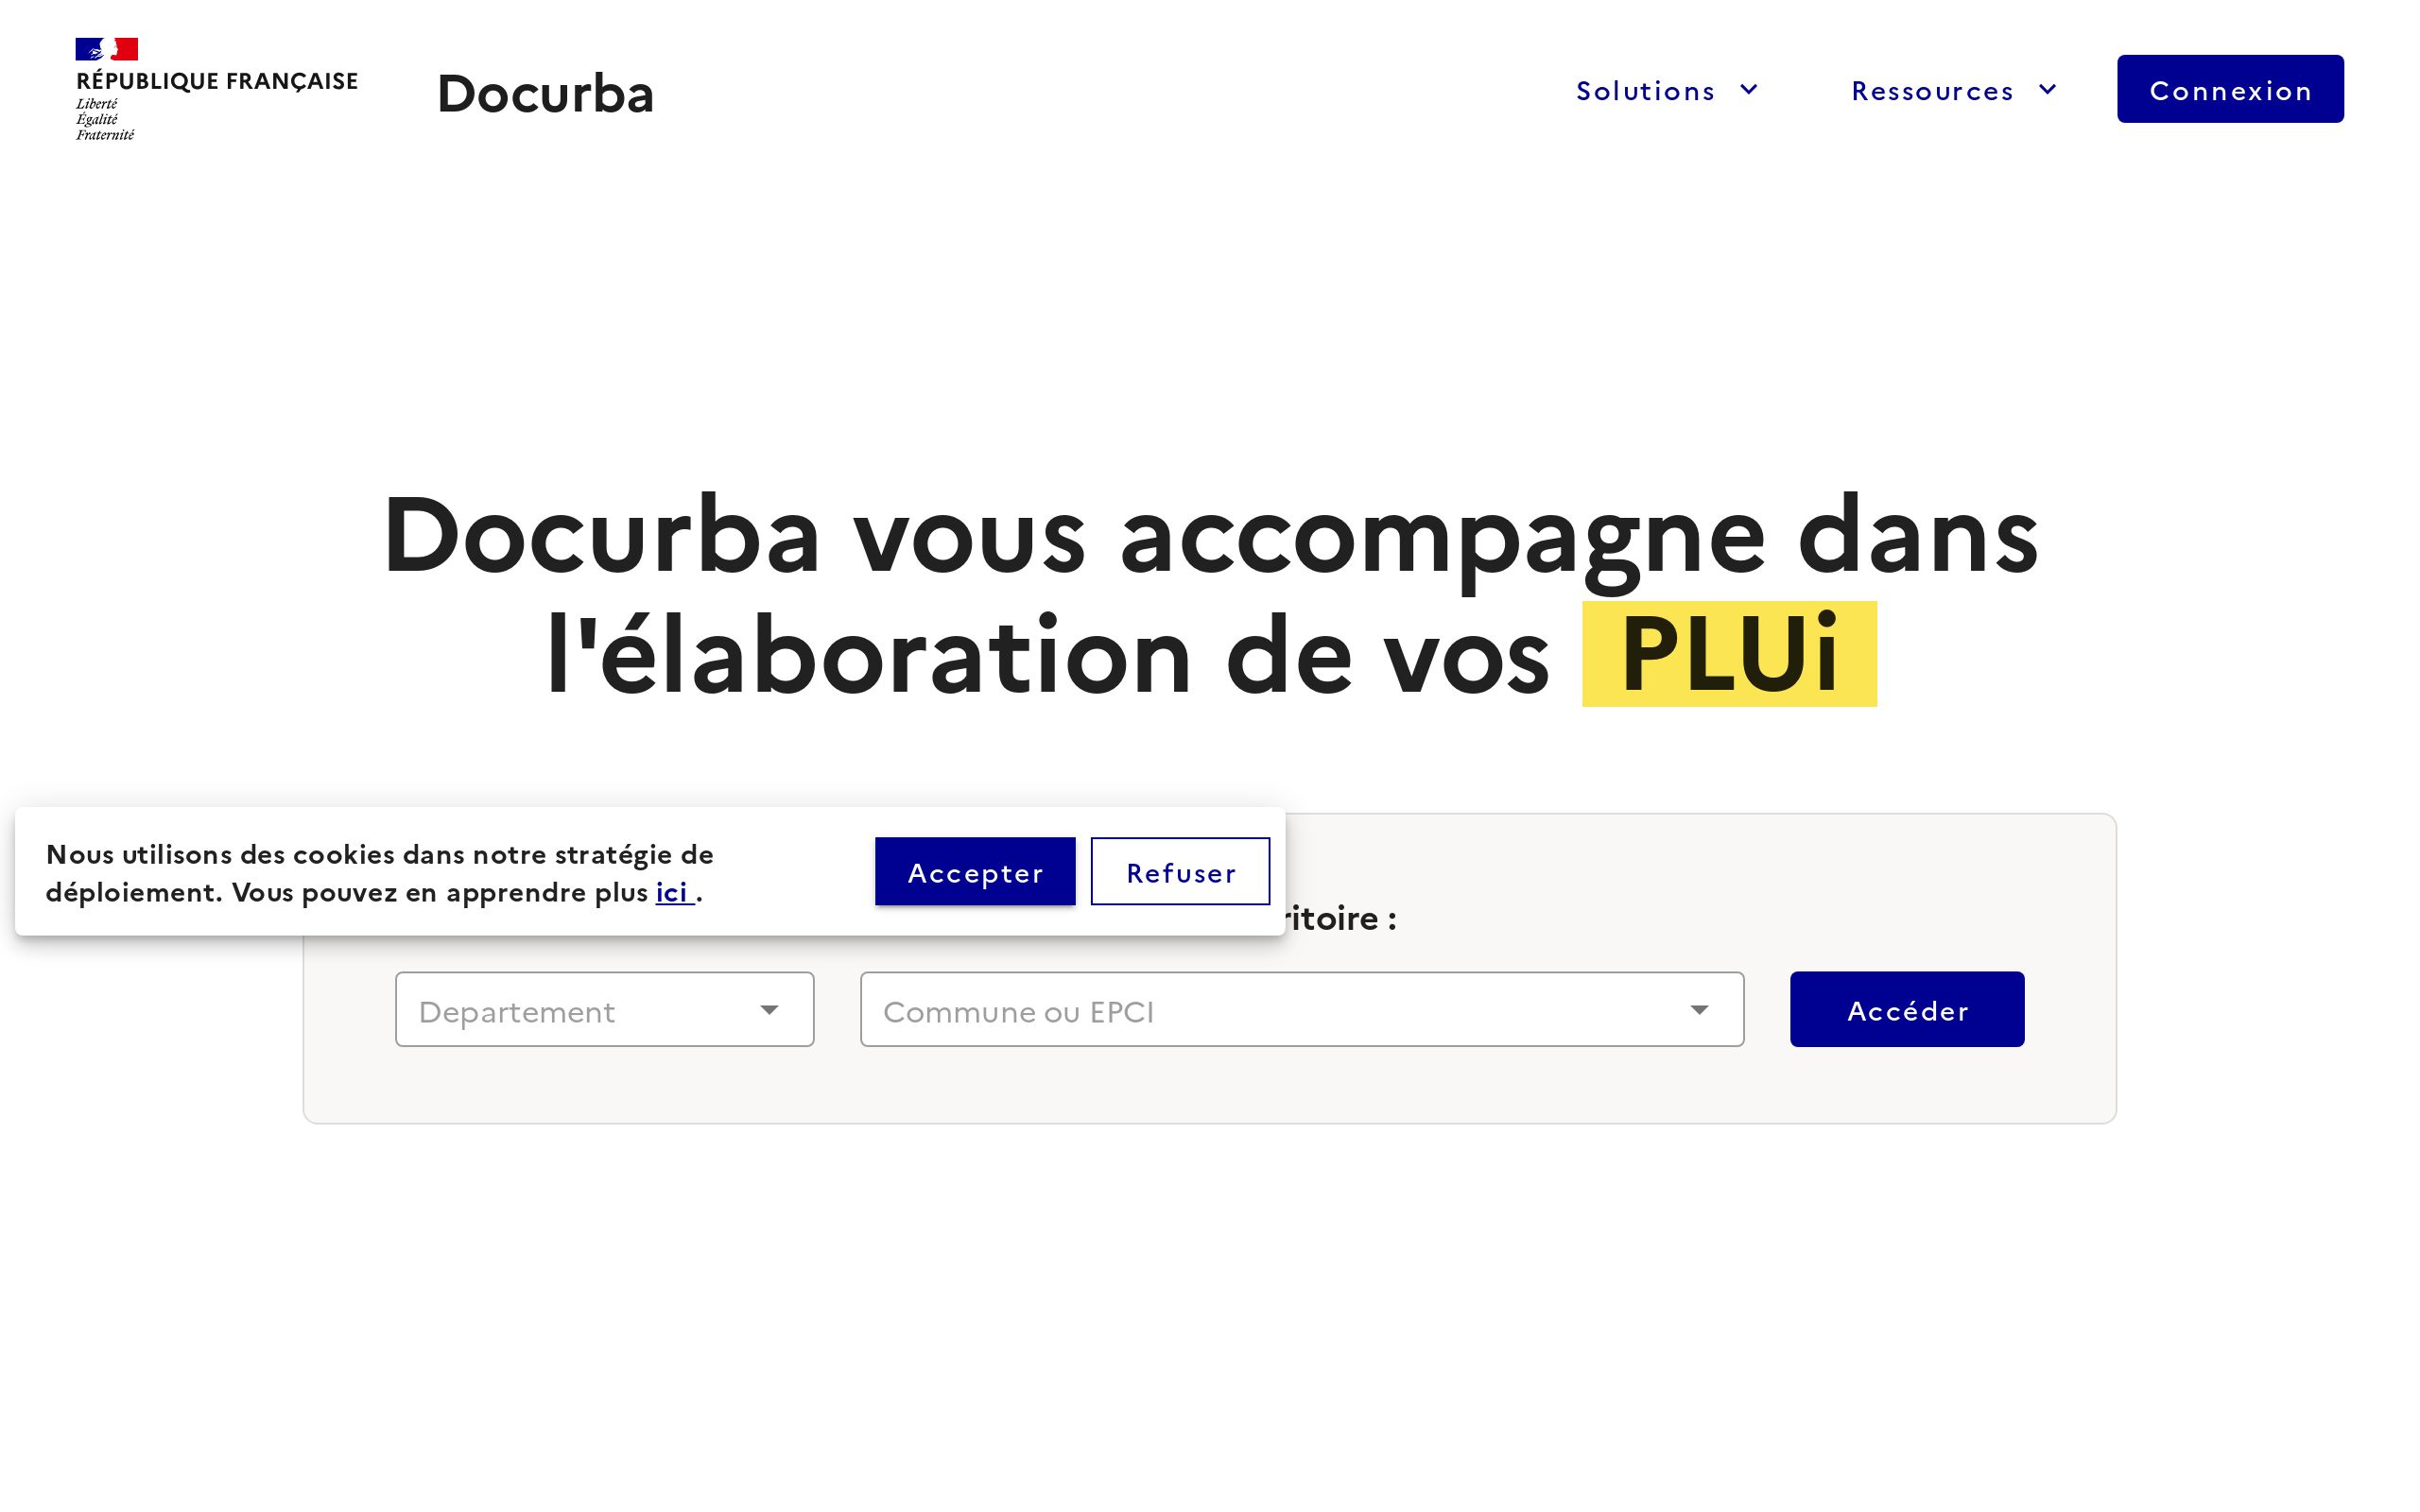 RÉPUBLIQUE FRANÇAISE
Liberté
Égalité
Fraternité
Docurba
Solutions
Ressources
Connexion
Docurba vous accompagne dans
l'élaboration de vos PLUi
Nous utilisons des cookies dans notre stratégie de
déploiement. Vous pouvez en apprendre plus ici .
Accepter
Refuser
Departement
Commune ou EPCI
Accéder